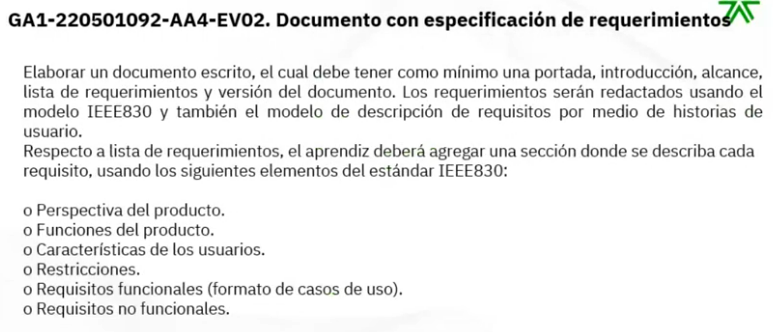 GA1-220501092-AA4-EV02. Documento con especificación de requerimientos
Elaborar un documento escrito, el cual debe tener como mínimo una portada, introducción, alcance,
lista de requerimientos y versión del documento. Los requerimientos serán redactados usando el
modelo IEEE830 y también el modelo de descripción de requisitos por medio de historias de
usuario.
Respecto a lista de requerimientos, el aprendiz deberá agregar una sección donde se describa cada
requisito, usando los siguientes elementos del estándar IEEE830:
o Perspectiva del producto.
o Funciones del producto.
o Características de los usuarios.
o Restricciones.
o Requisitos funcionales (formato de casos de uso).
o Requisitos no funcionales.